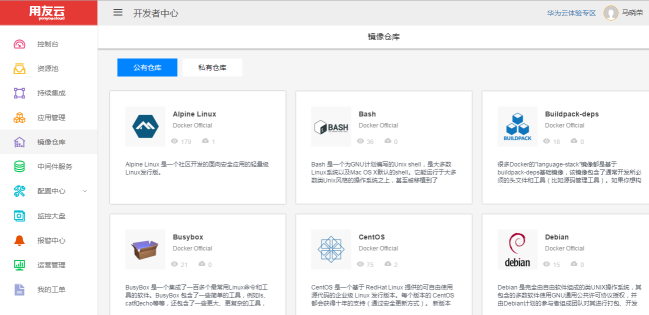 用友云
yonyou cloud
开发者中心
华为云体验专区
马晓荣
控制台
资源池
持续集成
应用管理
镜像仓库
中间件服务
配置中心
监控大盘
报警中心
运营管理
我的工单
镜像仓库
公有仓库
私有仓库
Alpine Linux
Docker Official
179 1
Alpine Linux 是一个社区开发的面向安全应用的轻量级
Linux发行版。
Bash
Docker Official
36 0
Bash 是一个为GNU计划编写的Unix shell，是大多数
Linux系统以及Mac OS X默认的shell。它能运行于大多
数类Unix风格的操作系统之上，甚至被移植到了
BASH
Buildpack-deps
Docker Official
18 0
很多Docker的"language-stack"镜像都是基于
buildpack-deps基础镜像，该镜像包含了通常开发所必
须的头文件和工具（比如源码管理工具）。如果你想构
BUILDPACK
Busybox
Docker Official
21 0
BusyBox 是一个集成了一百多个最常用Linux命令和工
具的软件。BusyBox 包含了一些简单的工具，例如ls、
cat和echo等等，还包含了一些更大、更复杂的工具，
CentOS
Docker Official
75 2
CentOS 是一个基于 RedHat Linux 提供的可自由使用
源代码的企业级 Linux 发行版本。每个版本的 CentOS
都会获得十年的支持（通过安全更新方式）。新版本
Debian
Docker Official
15 0
debian
Debian 是完全由自由软件组成的类UNIX操作系统，其
包含的多数软件使用GNU通用公共许可协议授权，并
由Debian计划的参与者组成团队对其进行打包、开发